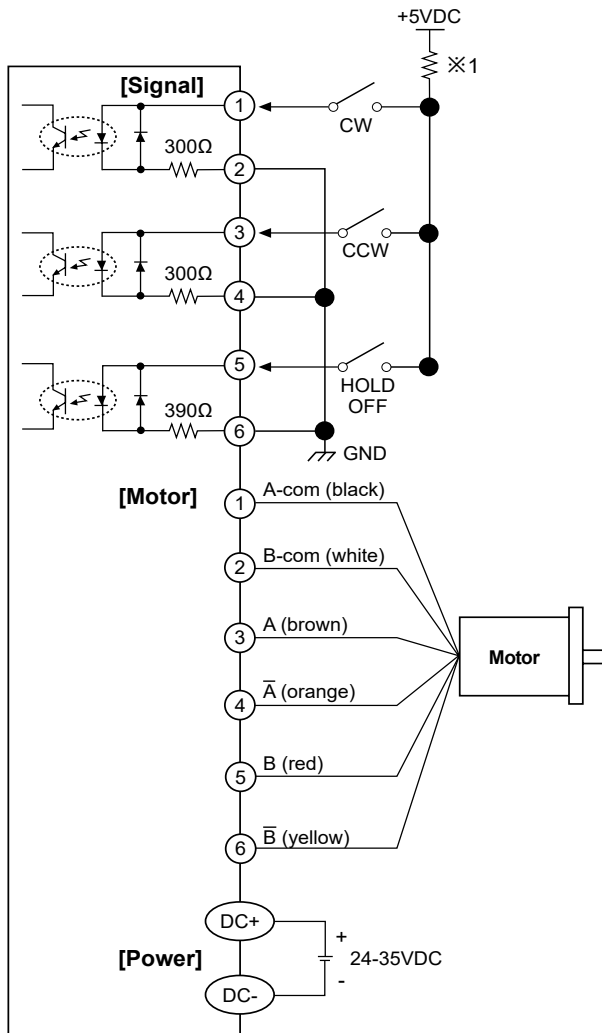 +5VDC
※1
[Signal]
1
CW
300Ω
2
3
CCW
300Ω
4
5
HOLD
OFF
390Ω
6
GND
[Motor]
1
A-com (black)
2
B-com (white)
3
A (brown)
Motor
4
A̅ (orange)
5
B (red)
6
B̅ (yellow)
DC+
[Power]
+
24-35VDC
-
DC-